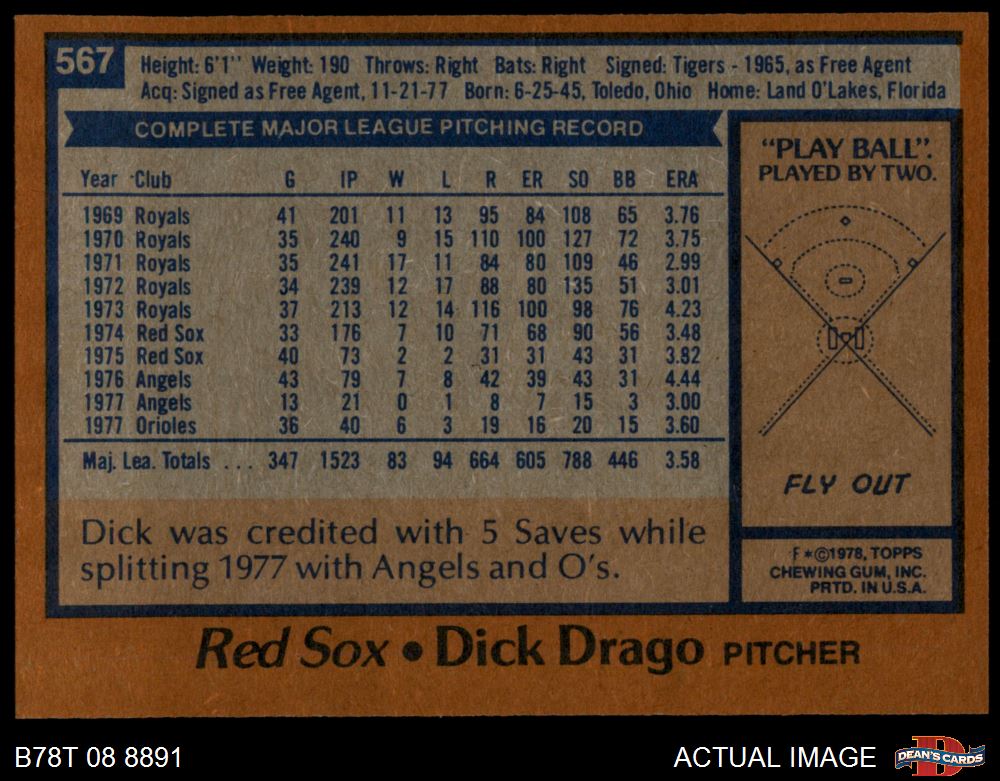 567
Height: 6'1" Weight: 190 Throws: Right Bats: Right Signed: Tigers - 1965, as Free Agent
Acq: Signed as Free Agent, 11-21-77 Born: 6-25-45, Toledo, Ohio Home: Land O'Lakes, Florida
COMPLETE MAJOR LEAGUE PITCHING RECORD
Year Club G IP W L R ER SO BB ERA
1969 Royals 41 201 11 13 95 84 108 65 3.76
1970 Royals 35 240 9 15 110 100 127 72 3.75
1971 Royals 35 241 17 11 84 80 109 46 2.99
1972 Royals 34 239 12 17 88 80 135 51 3.01
1973 Royals 37 213 12 14 116 100 98 76 4.23
1974 Red Sox 33 176 7 10 71 68 90 56 3.48
1975 Red Sox 40 73 2 2 31 31 43 31 3.82
1976 Angels 43 79 7 8 42 39 43 31 4.44
1977 Angels 13 21 0 1 8 7 15 3 3.00
1977 Orioles 36 40 6 3 19 16 20 15 3.60
Maj. Lea. Totals ... 347 1523 83 94 664 605 788 446 3.58
Dick was credited with 5 Saves while
splitting 1977 with Angels and O's.
"PLAY BALL".
PLAYED BY TWO.
FLY OUT
F*©1978, TOPPS
CHEWING GUM, INC.
PRTD. IN U.S.A.
Red Sox • Dick Drago PITCHER
B78T 08 8891
ACTUAL IMAGE
D
DEAN'S CARDS